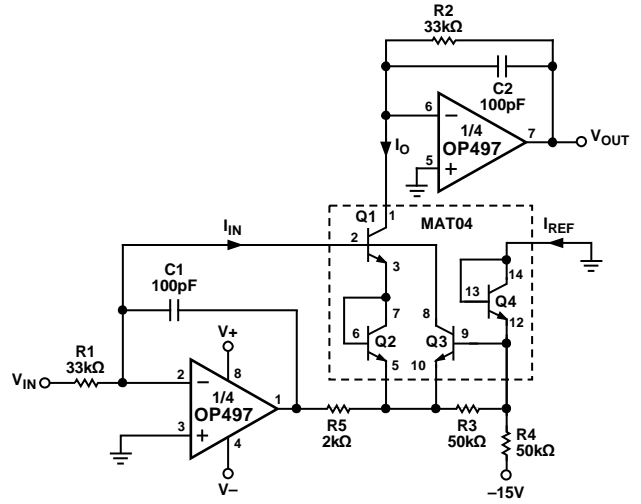 R2
33kΩ
C2
100pF
6
1/4
OP497
7
VOUT
5
IO
Q1
1
MAT04
IREF
IIN
2
3
14
13
Q4
12
C1
100pF
7
8
6
Q2
Q3
9
5
10
V+
R1
33kΩ
VIN
2
8
1/4
OP497
1
3
4
V–
R5
2kΩ
R3
50kΩ
R4
50kΩ
–15V